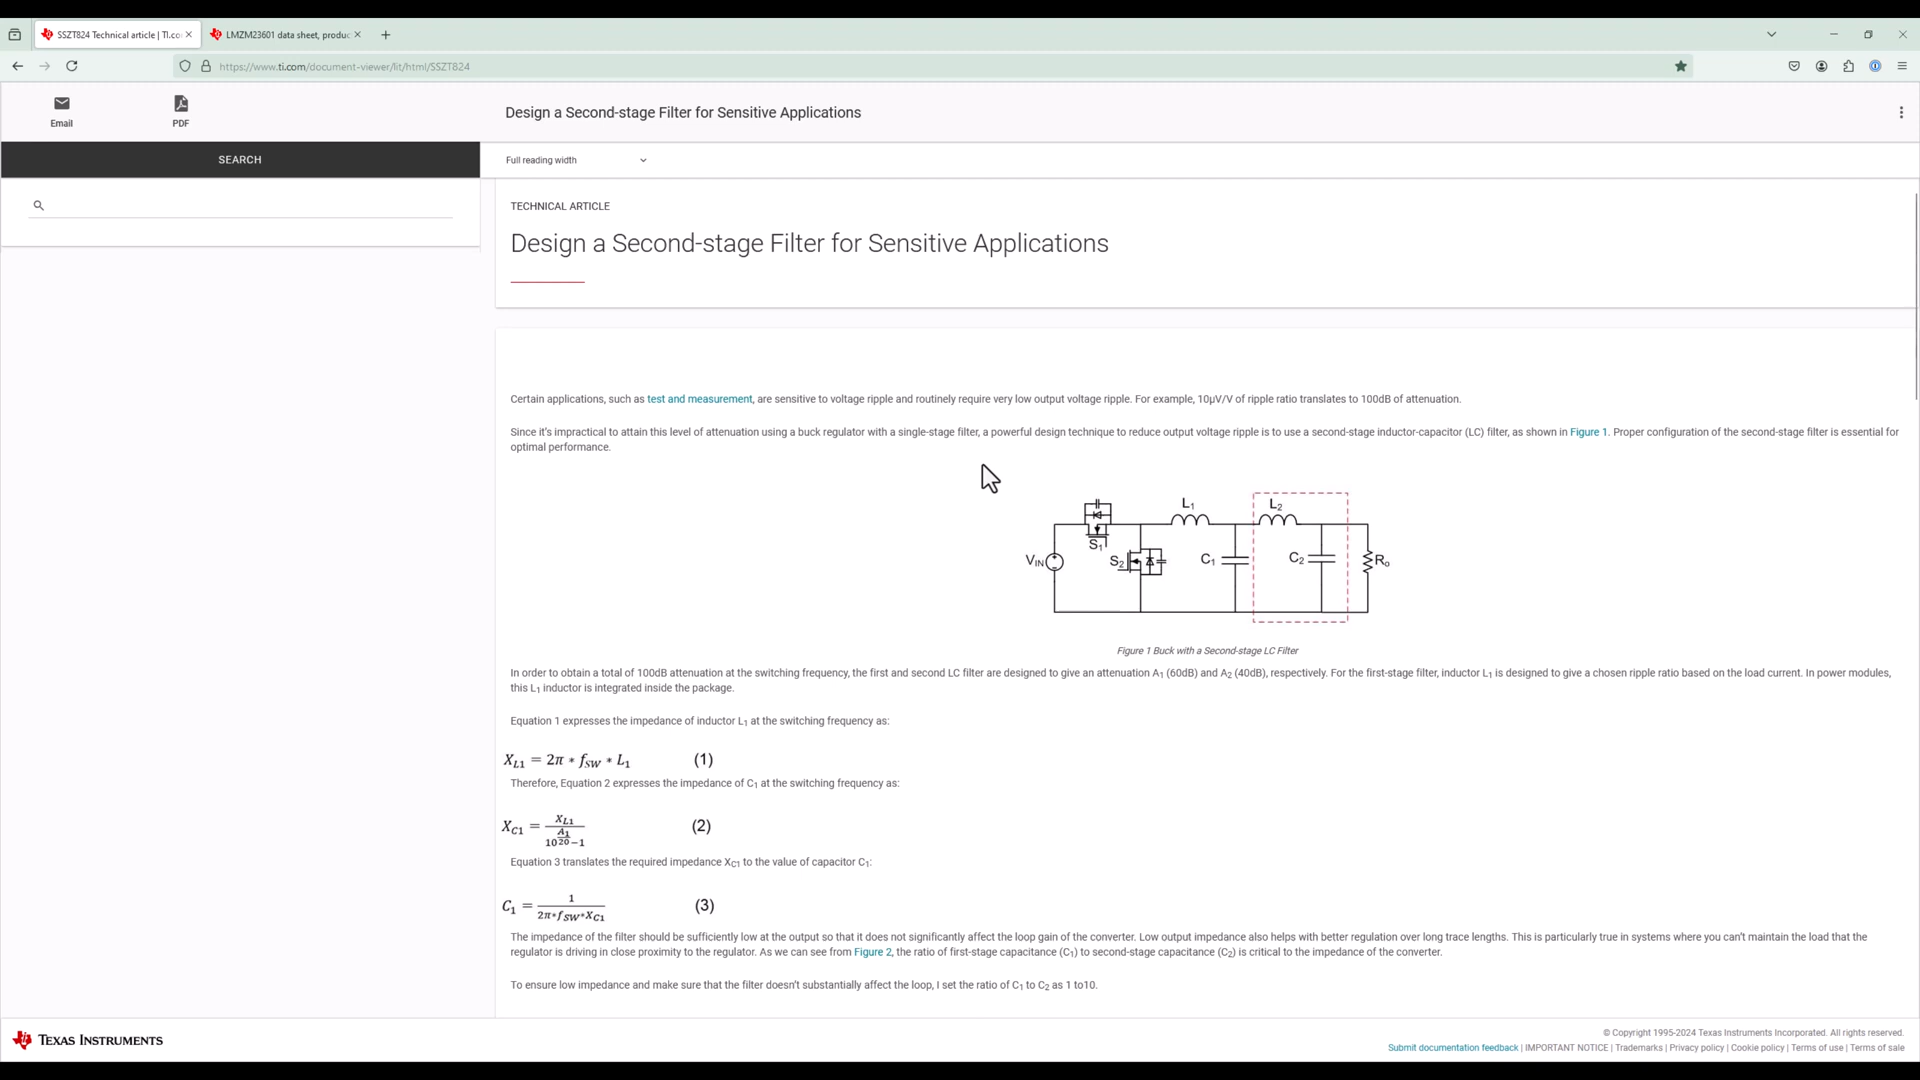 SSZT824 Technical article | TI.co
LMZM23601 data sheet, produc
https://www.ti.com/document-viewer/lit/html/SSZT824
Email
PDF
Design a Second-stage Filter for Sensitive Applications
SEARCH
Full reading width
TECHNICAL ARTICLE
Design a Second-stage Filter for Sensitive Applications
Certain applications, such as test and measurement, are sensitive to voltage ripple and routinely require very low output voltage ripple. For example, 10µV/V of ripple ratio translates to 100dB of attenuation.
Since it's impractical to attain this level of attenuation using a buck regulator with a single-stage filter, a powerful design technique to reduce output voltage ripple is to use a second-stage inductor-capacitor (LC) filter, as shown in Figure 1. Proper configuration of the second-stage filter is essential for
optimal performance.
L1
L2
S1
VIN
S2
C1
C2
Ro
Figure 1 Buck with a Second-stage LC Filter
In order to obtain a total of 100dB attenuation at the switching frequency, the first and second LC filter are designed to give an attenuation A1 (60dB) and A2 (40dB), respectively. For the first-stage filter, inductor L1 is designed to give a chosen ripple ratio based on the load current. In power modules,
this L1 inductor is integrated inside the package.
Equation 1 expresses the impedance of inductor L1 at the switching frequency as:
XL1 = 2π * fSW * L1 (1)
Therefore, Equation 2 expresses the impedance of C1 at the switching frequency as:
XC1 = XL1 / (10^(A1/20) −1) (2)
Equation 3 translates the required impedance XC1 to the value of capacitor C1:
C1 = 1 / (2π*fSW*XC1) (3)
The impedance of the filter should be sufficiently low at the output so that it does not significantly affect the loop gain of the converter. Low output impedance also helps with better regulation over long trace lengths. This is particularly true in systems where you can't maintain the load that the
regulator is driving in close proximity to the regulator. As we can see from Figure 2, the ratio of first-stage capacitance (C1) to second-stage capacitance (C2) is critical to the impedance of the converter.
To ensure low impedance and make sure that the filter doesn't substantially affect the loop, I set the ratio of C1 to C2 as 1 to10.
TEXAS INSTRUMENTS
© Copyright 1995-2024 Texas Instruments Incorporated. All rights reserved.
Submit documentation feedback | IMPORTANT NOTICE | Trademarks | Privacy policy | Cookie policy | Terms of use | Terms of sale